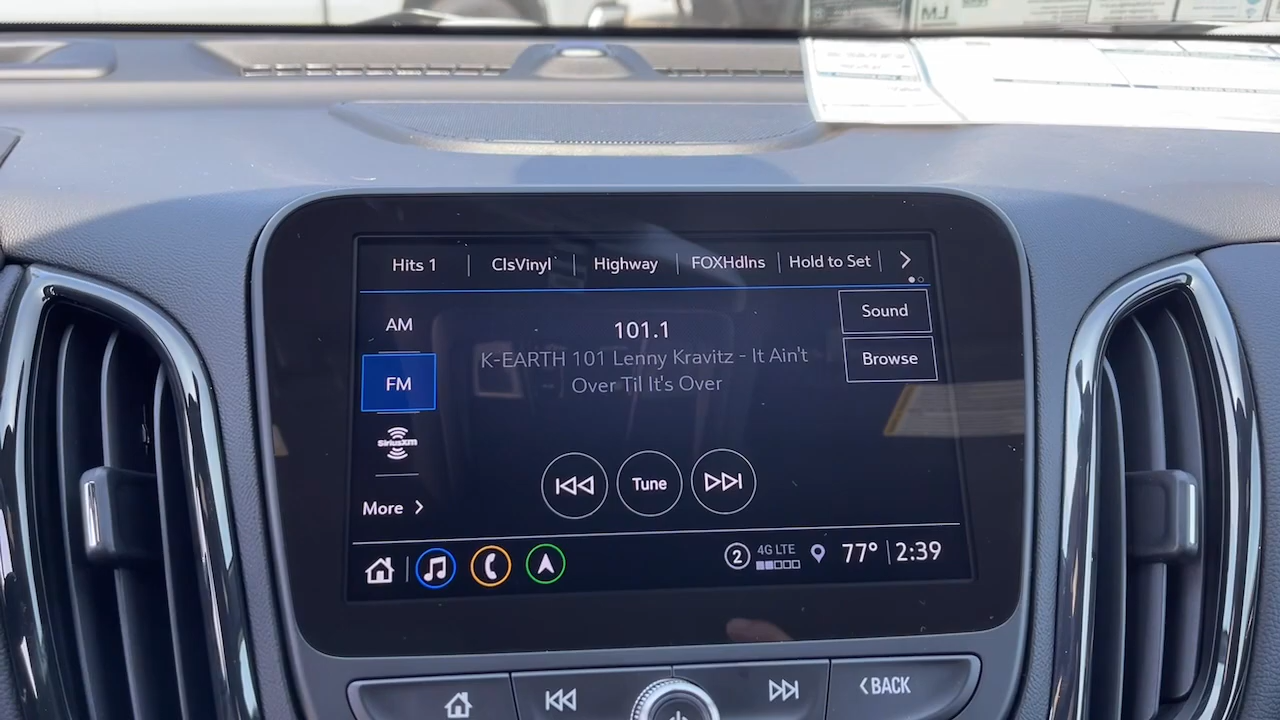 Hits 1
ClsVinyl
Highway
FOXHdlns
Hold to Set
AM
FM
SiriusXM
More
101.1
K-EARTH 101 Lenny Kravitz - It Ain't
Over Til It's Over
Sound
Browse
Tune
2
4G LTE
77°
2:39
BACK